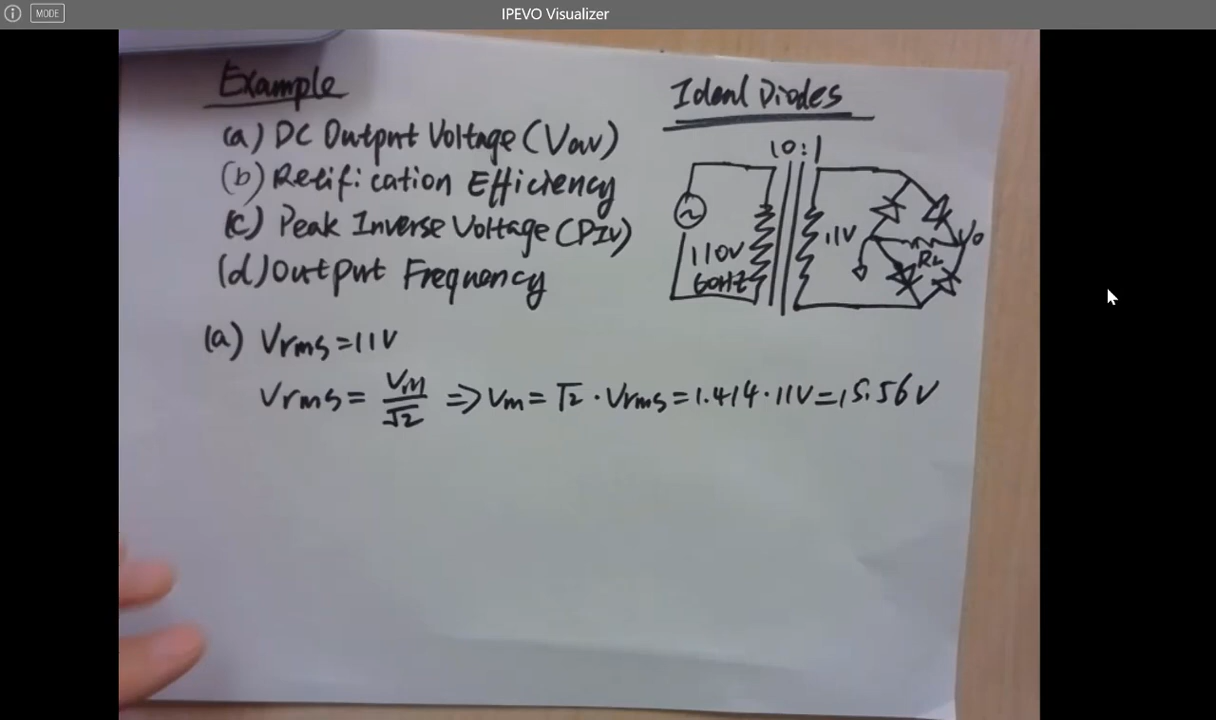 MODE
IPEVO Visualizer
Example
(a) DC Output Voltage (Vav)
(b) Retification Efficiency
(c) Peak Inverse Voltage (PIV)
(d) Output Frequency
Ideal Diodes
10:1
110V
60HZ
11V
RL
Vo
(a) Vrms = 11V
Vrms = VM/√2 => Vm = √2 · Vrms = 1.414 · 11V = 15.56V